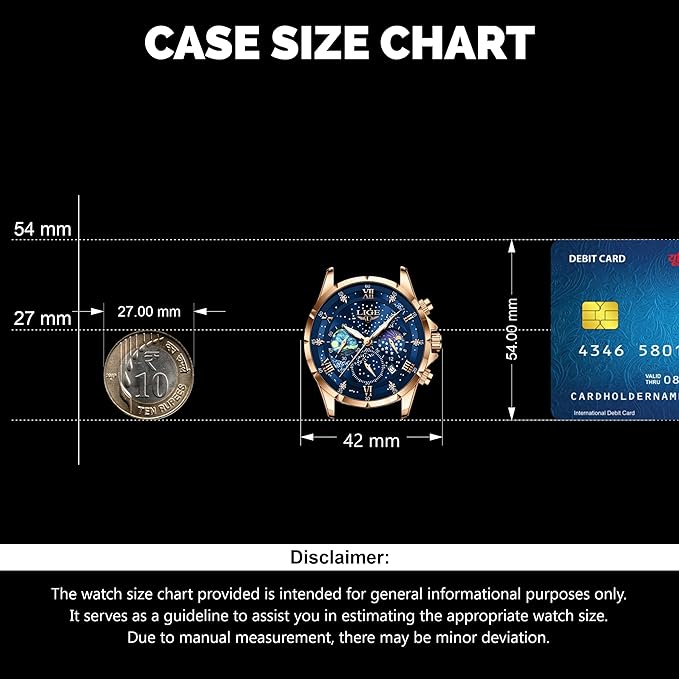 CASE SIZE CHART
54 mm
27 mm
27.00 mm
₹
10
TEN RUPEES
XII
LIGE
42 mm
54.00 mm
DEBIT CARD
4346 5801
VALID
THRU 08
CARDHOLDERNAME
International Debit Card
Disclaimer:
The watch size chart provided is intended for general informational purposes only.
It serves as a guideline to assist you in estimating the appropriate watch size.
Due to manual measurement, there may be minor deviation.